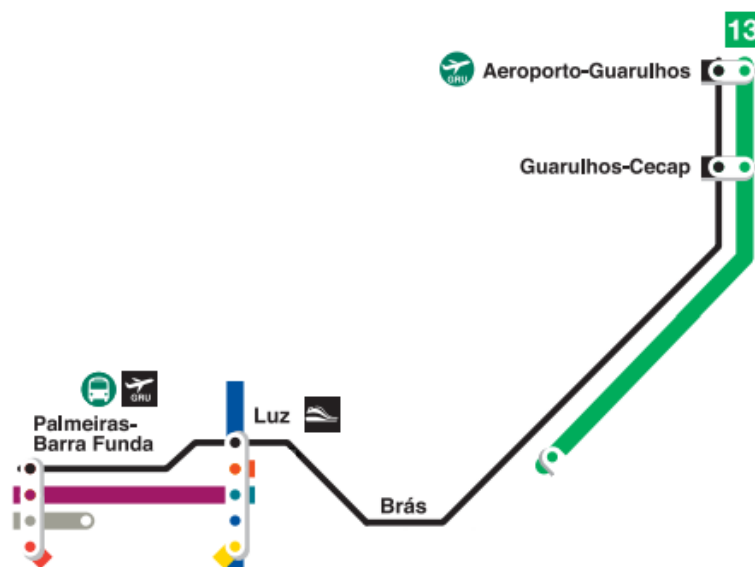 13
GRU
Aeroporto-Guarulhos
Guarulhos-Cecap
GRU
Palmeiras-
Barra Funda
Luz
Brás